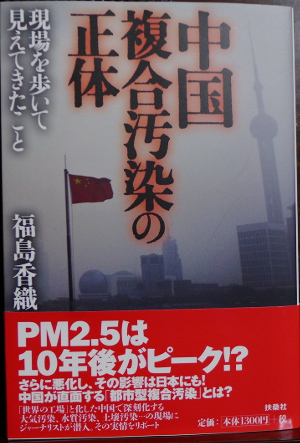 中国
複合汚染の
正体
現場を歩いて
見えてきたこと
福島香織
PM2.5は
10年後がピーク!?
さらに悪化し、その影響は日本にも!
中国が直面する「都市型複合汚染」とは?
「世界の工場」と化した中国で深刻化する
大気汚染、水質汚染、土壌汚染…の現場に
ジャーナリストが潜入、その実情をリポート
扶桑社
定価：本体1300円